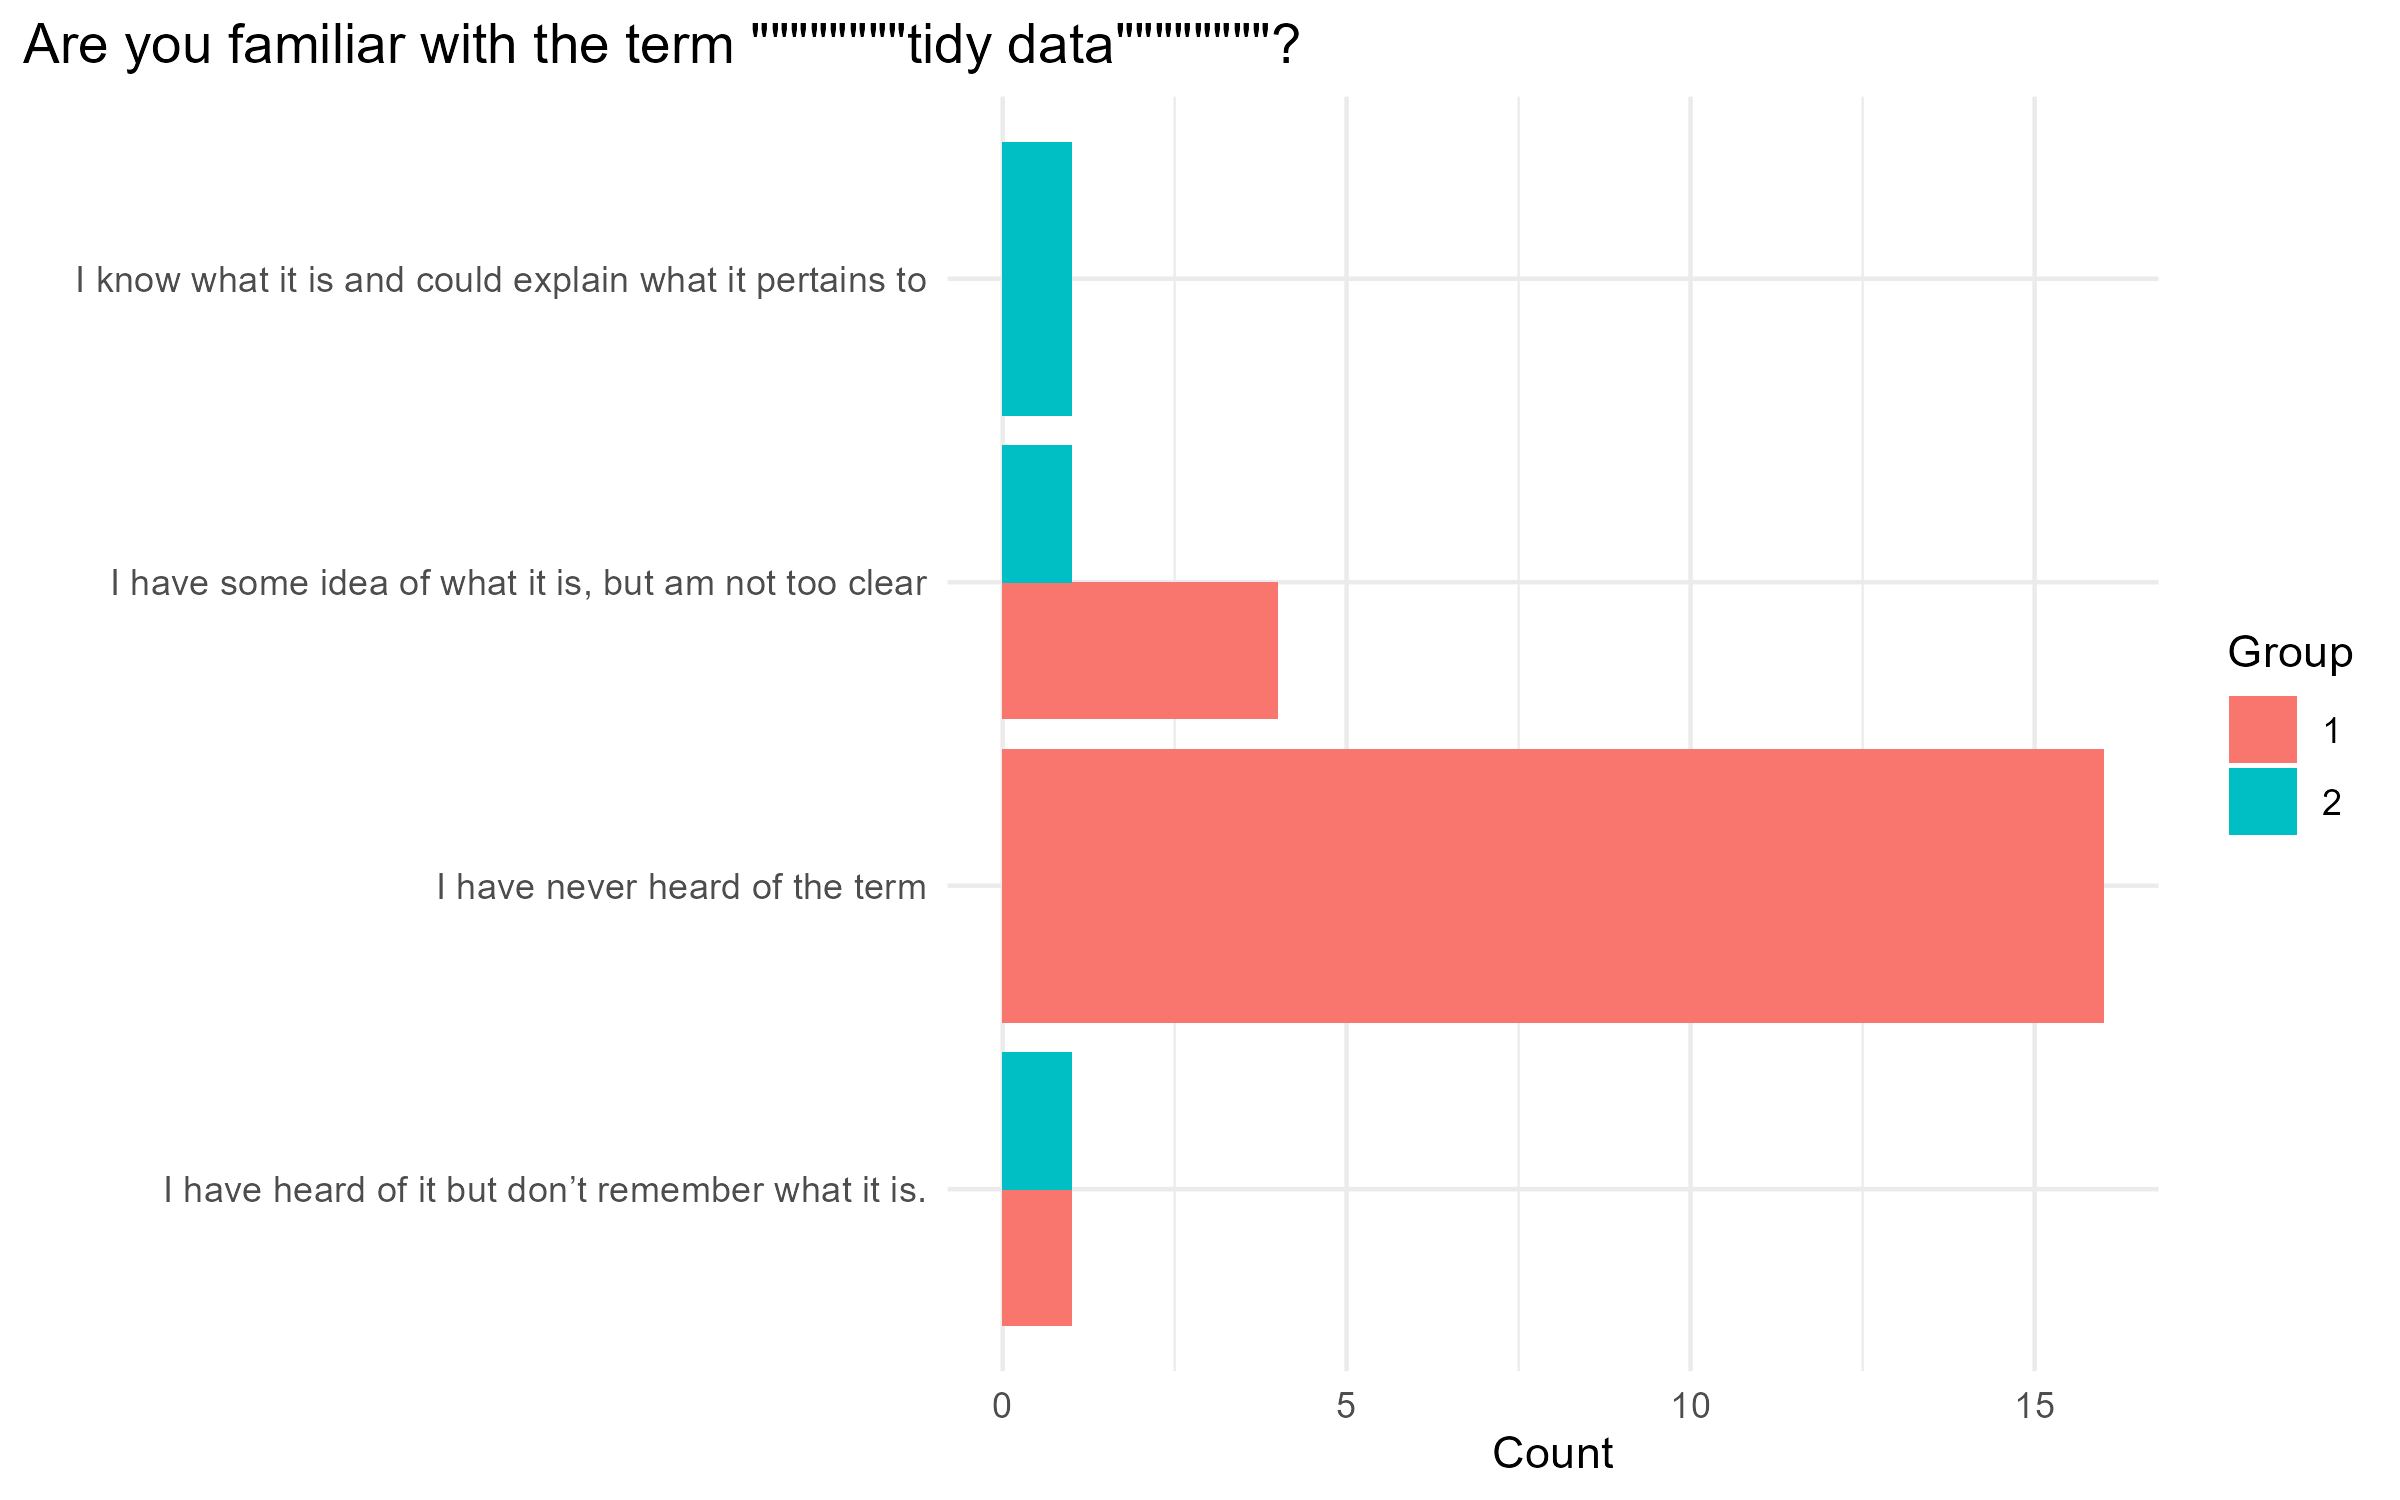 Are you familiar with the term """"""""tidy data""""""""?
I know what it is and could explain what it pertains to
I have some idea of what it is, but am not too clear
I have never heard of the term
I have heard of it but don’t remember what it is.
Group
1
2
0 5 10 15
Count